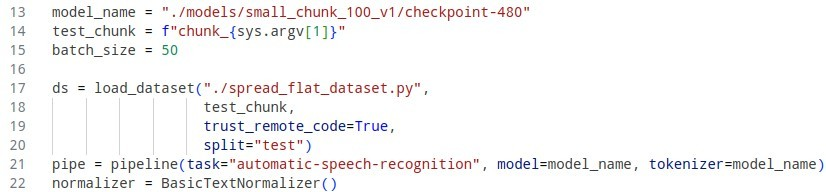 13 model_name = "./models/small_chunk_100_v1/checkpoint-480"
14 test_chunk = f"chunk_{sys.argv[1]}"
15 batch_size = 50
16
17 ds = load_dataset("./spread_flat_dataset.py",
18                   test_chunk,
19                   trust_remote_code=True,
20                   split="test")
21 pipe = pipeline(task="automatic-speech-recognition", model=model_name, tokenizer=model_name)
22 normalizer = BasicTextNormalizer()